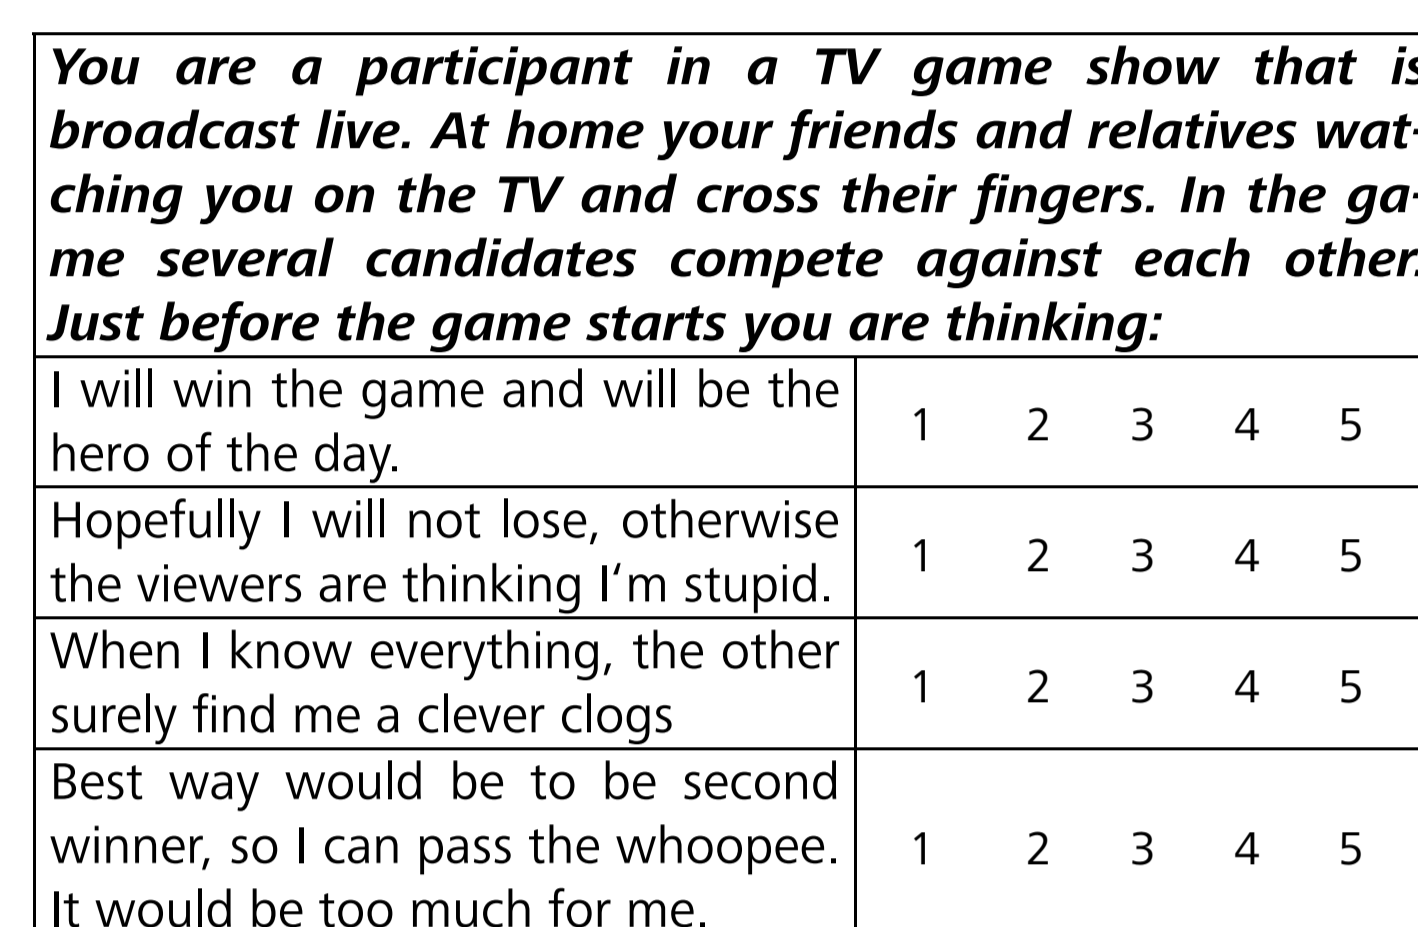 You are a participant in a TV game show that is
broadcast live. At home your friends and relatives wat-
ching you on the TV and cross their fingers. In the ga-
me several candidates compete against each other.
Just before the game starts you are thinking:
I will win the game and will be the
hero of the day.
1 2 3 4 5
Hopefully I will not lose, otherwise
the viewers are thinking I‘m stupid.
1 2 3 4 5
When I know everything, the other
surely find me a clever clogs
1 2 3 4 5
Best way would be to be second
winner, so I can pass the whoopee.
It would be too much for me.
1 2 3 4 5